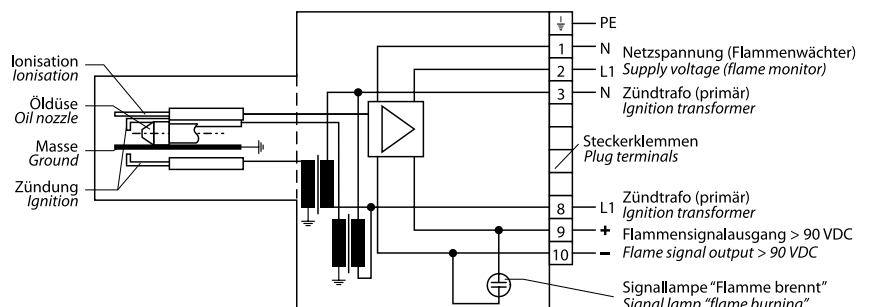 PE
1 N Netzspannung (Flammenwächter)
2 L1 Supply voltage (flame monitor)
3 N Zündtrafo (primär)
Ignition transformer
Ionisation
Ionisation
Öldüse
Oil nozzle
Masse
Ground
Zündung
Ignition
Steckerklemmen
Plug terminals
Zündtrafo (primär)
8 L1 Ignition transformer
9 + Flammensignalausgang > 90 VDC
10 – Flame signal output > 90 VDC
Signallampe "Flamme brennt"
Signal lamp "flame burning"